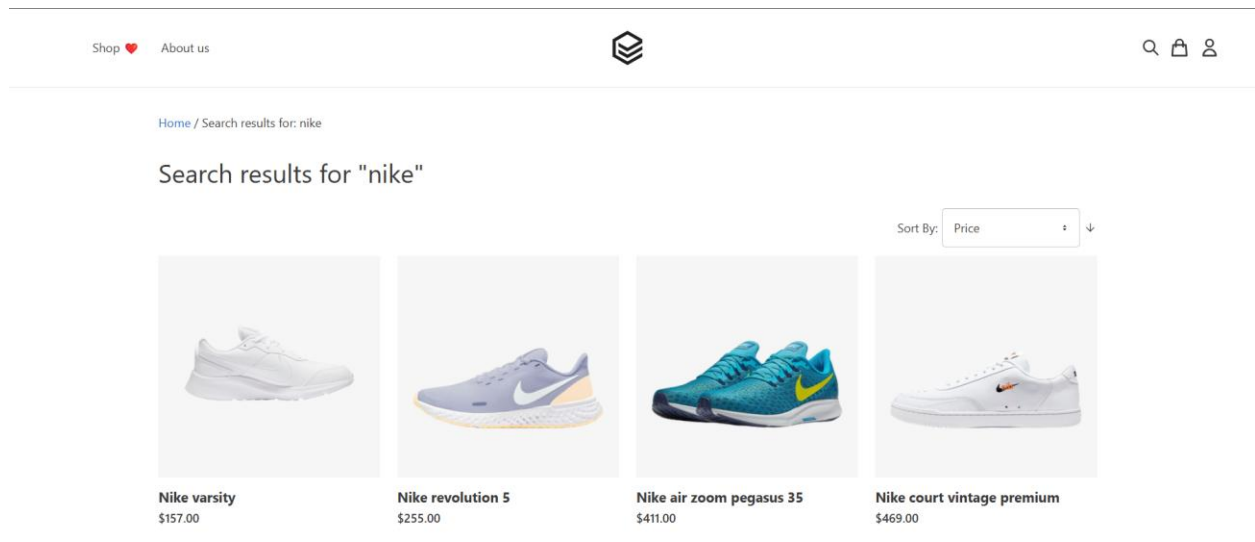 Shop ❤️ About us
Home / Search results for: nike
Search results for "nike"
Sort By: Price
Nike varsity
Nike revolution 5
Nike air zoom pegasus 35
Nike court vintage premium
$157.00
$255.00
$411.00
$469.00